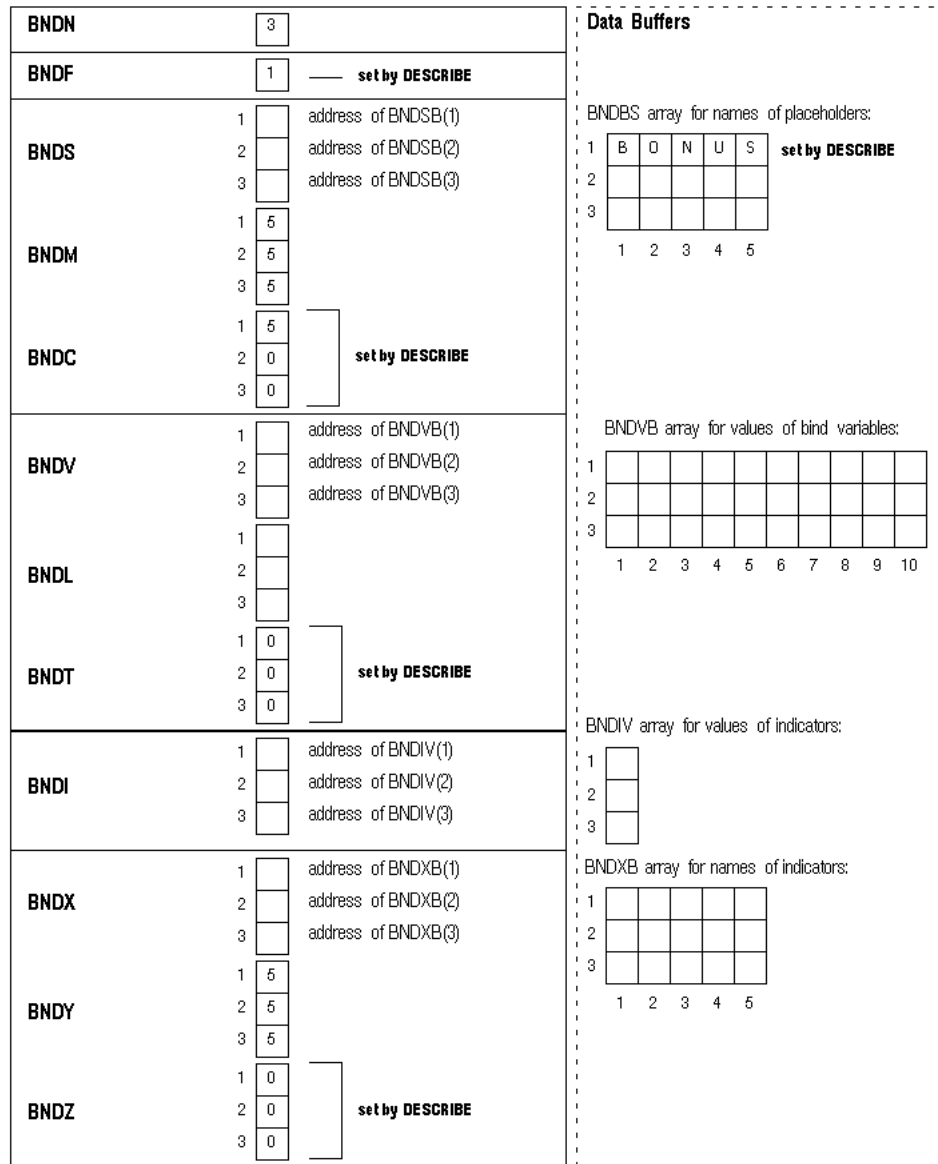 BNDN 3
BNDF 1 set by DESCRIBE
1 address of BNDSB(1)
BNDS 2 address of BNDSB(2)
3 address of BNDSB(3)
1 5
BNDM 2 5
3 5
1 5
BNDC 2 0 set by DESCRIBE
3 0
1 address of BNDVB(1)
BNDV 2 address of BNDVB(2)
3 address of BNDVB(3)
1
BNDL 2
3
1 0
BNDT 2 0 set by DESCRIBE
3 0
1 address of BNDIV(1)
BNDI 2 address of BNDIV(2)
3 address of BNDIV(3)
1 address of BNDXB(1)
BNDX 2 address of BNDXB(2)
3 address of BNDXB(3)
1 5
BNDY 2 5
3 5
1 0
BNDZ 2 0 set by DESCRIBE
3 0
Data Buffers
BNDBS array for names of placeholders:
1 B O N U S set by DESCRIBE
2
3
1 2 3 4 5
BNDVB array for values of bind variables:
1
2
3
1 2 3 4 5 6 7 8 9 10
BNDIV array for values of indicators:
1
2
3
BNDXB array for names of indicators:
1
2
3
1 2 3 4 5